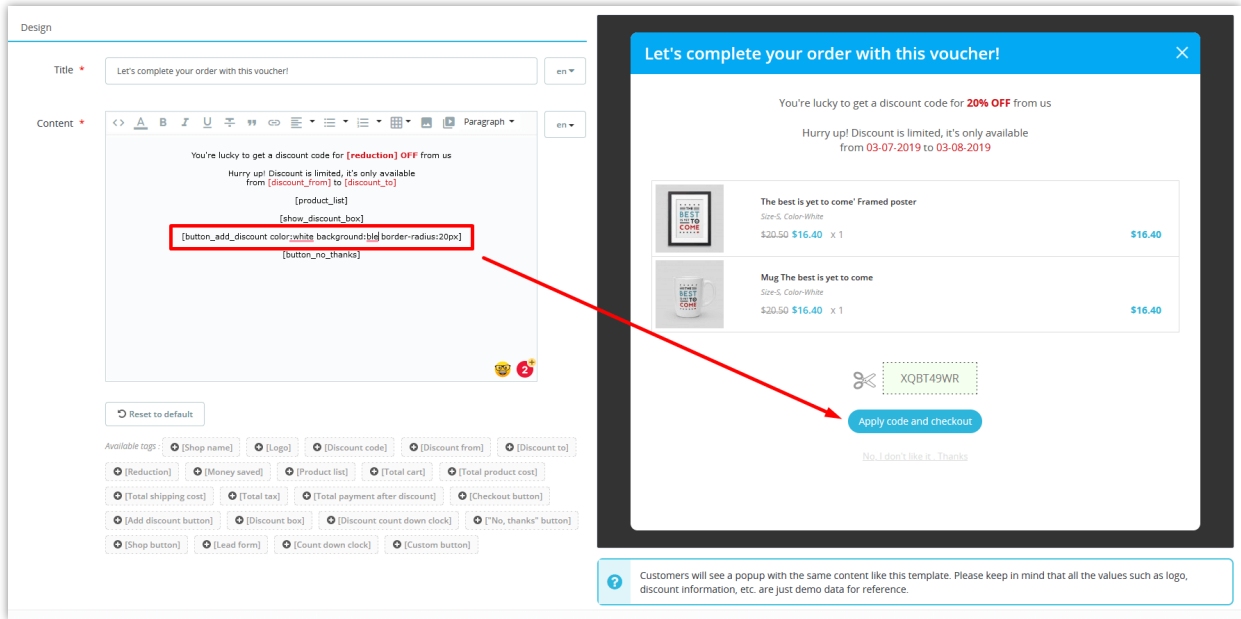 Design
Title *
Let's complete your order with this voucher!
en
Content *
Paragraph
en
You're lucky to get a discount code for [reduction] OFF from us
Hurry up! Discount is limited, it's only available
from [discount_from] to [discount_to]
[product_list]
[show_discount_box]
[button_add_discount color:white background:ble border-radius:20px]
[button_no_thanks]
2
Reset to default
Available tags :
[Shop name]
[Logo]
[Discount code]
[Discount from]
[Discount to]
[Reduction]
[Money saved]
[Product list]
[Total cart]
[Total product cost]
[Total shipping cost]
[Total tax]
[Total payment after discount]
[Checkout button]
[Add discount button]
[Discount box]
[Discount count down clock]
["No, thanks" button]
[Shop button]
[Lead form]
[Count down clock]
[Custom button]
Let's complete your order with this voucher!
You're lucky to get a discount code for 20% OFF from us
Hurry up! Discount is limited, it's only available
from 03-07-2019 to 03-08-2019
BEST
TO
COME
The best is yet to come' Framed poster
Size-S, Color-White
$20.50 $16.40 x 1
$16.40
BEST
TO
COME
Mug The best is yet to come
Size-S, Color-White
$20.50 $16.40 x 1
$16.40
XQBT49WR
Apply code and checkout
No, I don't like it . Thanks
Customers will see a popup with the same content like this template. Please keep in mind that all the values such as logo,
discount information, etc. are just demo data for reference.